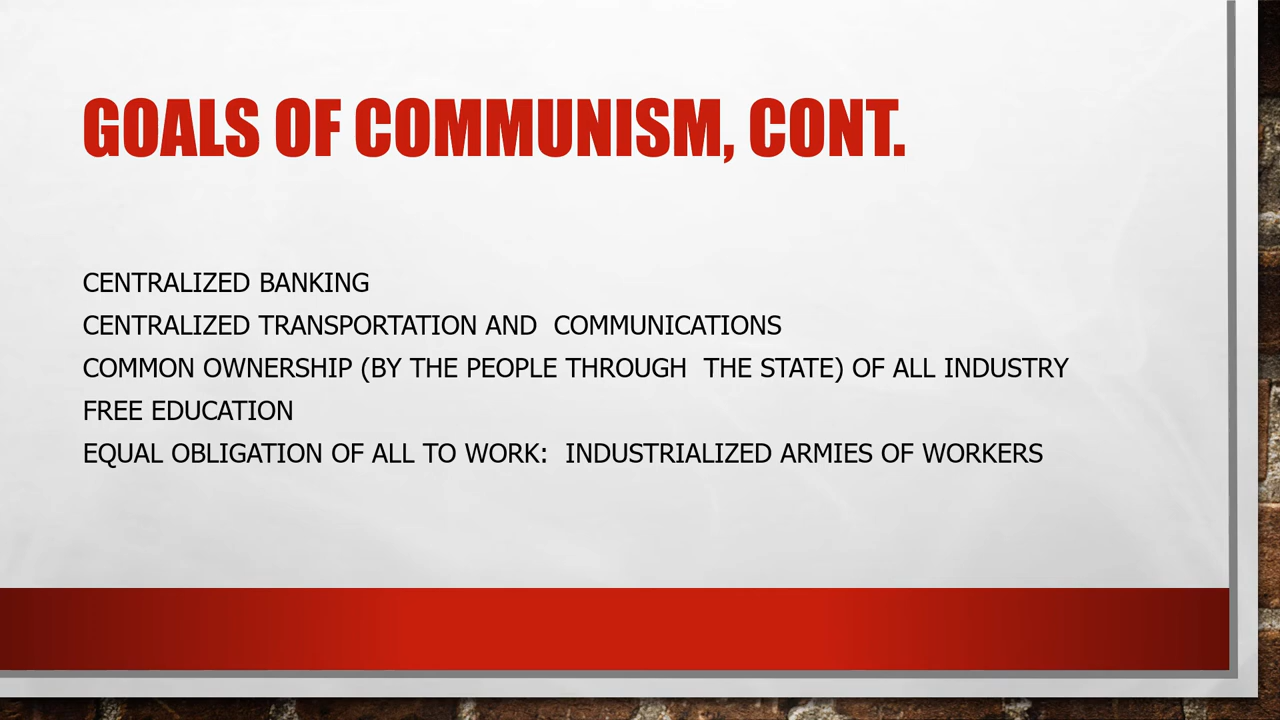 GOALS OF COMMUNISM, CONT.
CENTRALIZED BANKING
CENTRALIZED TRANSPORTATION AND  COMMUNICATIONS
COMMON OWNERSHIP (BY THE PEOPLE THROUGH  THE STATE) OF ALL INDUSTRY
FREE EDUCATION
EQUAL OBLIGATION OF ALL TO WORK:  INDUSTRIALIZED ARMIES OF WORKERS